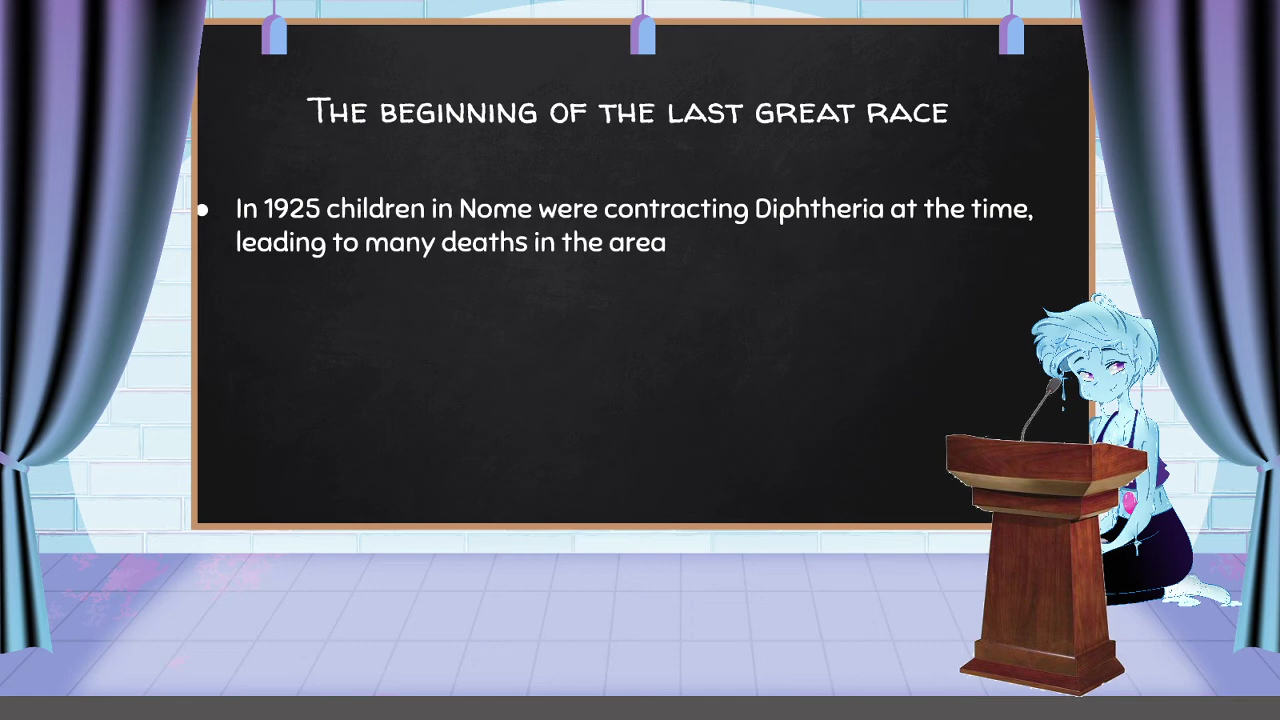 The beginning of the last great race
● In 1925 children in Nome were contracting Diphtheria at the time,
leading to many deaths in the area